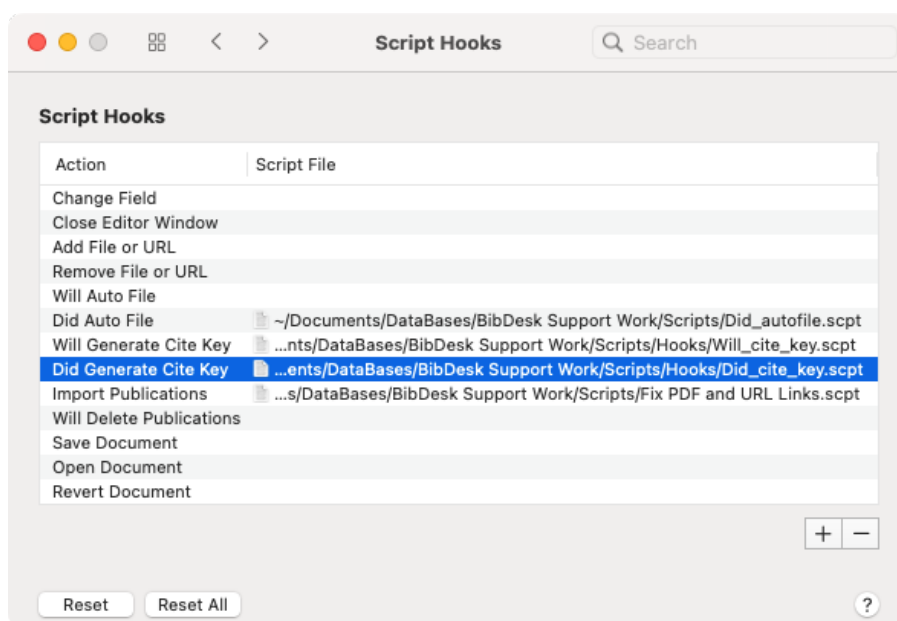 Script Hooks
Search
Script Hooks
Action Script File
Change Field
Close Editor Window
Add File or URL
Remove File or URL
Will Auto File
Did Auto File ~/Documents/DataBases/BibDesk Support Work/Scripts/Did_autofile.scpt
Will Generate Cite Key ...nts/DataBases/BibDesk Support Work/Scripts/Hooks/Will_cite_key.scpt
Did Generate Cite Key ...ents/DataBases/BibDesk Support Work/Scripts/Hooks/Did_cite_key.scpt
Import Publications ...s/DataBases/BibDesk Support Work/Scripts/Fix PDF and URL Links.scpt
Will Delete Publications
Save Document
Open Document
Revert Document
+ −
Reset Reset All ?